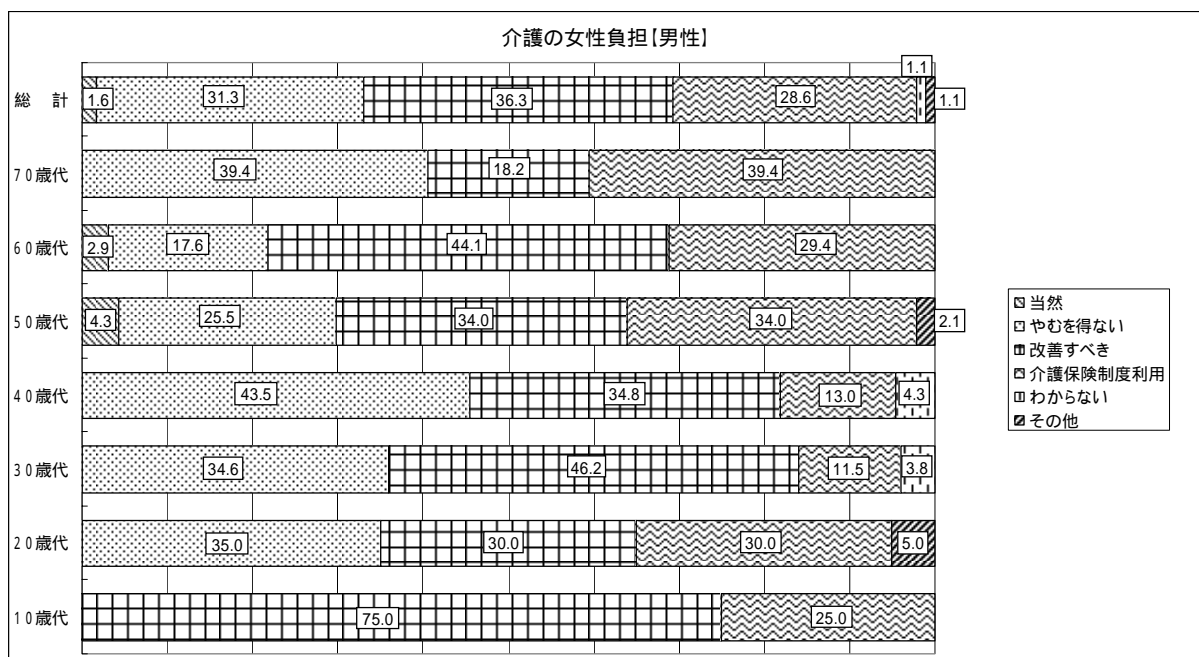 介護の女性負担【男性】
1.1
総　計 1.6 31.3 36.3 28.6 1.1
70歳代 39.4 18.2 39.4
60歳代 2.9 17.6 44.1 29.4
50歳代 4.3 25.5 34.0 34.0 2.1
40歳代 43.5 34.8 13.0 4.3
30歳代 34.6 46.2 11.5 3.8
20歳代 35.0 30.0 30.0 5.0
10歳代 75.0 25.0
当然
やむを得ない
改善すべき
介護保険制度利用
わからない
その他